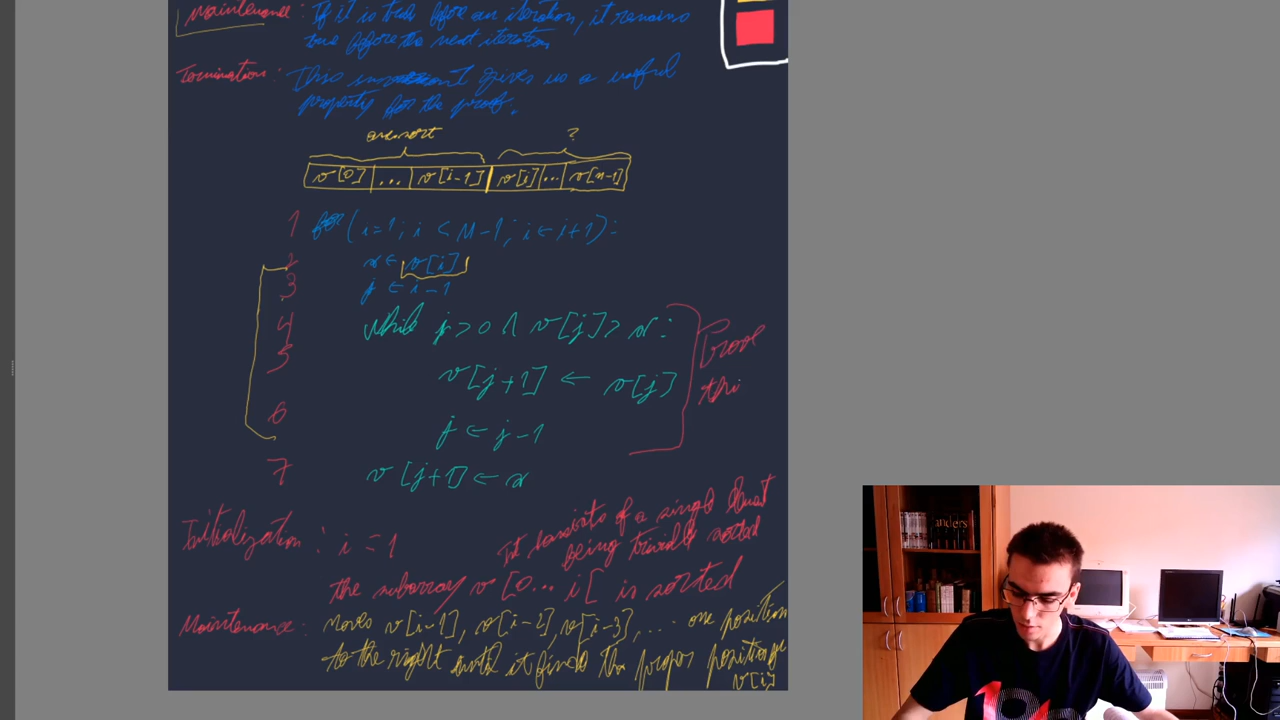 Maintenance: If it is true before an iteration, it remains
true before the next iteration
Termination: This gives us a useful
property for the proof.
?
v[0] ... v[i-1] v[i] ... v[n-1]
1 for (i=1; i < N-1; i ← i+1):
2 x ← v[i]
3 j ← i-1
4 while j > 0 ∧ v[j] > x:
5 v[j+1] ← v[j]
6 j ← j-1
7 v[j+1] ← x
Proof
thi
Initialization: i = 1
it consists of a single
being trivially sorted
the subarray v[0... i[ is sorted
Maintenance: moves v[i-1], v[i-2], v[i-3], ... one position
to the right until it finds the proper position
v[i]
anders